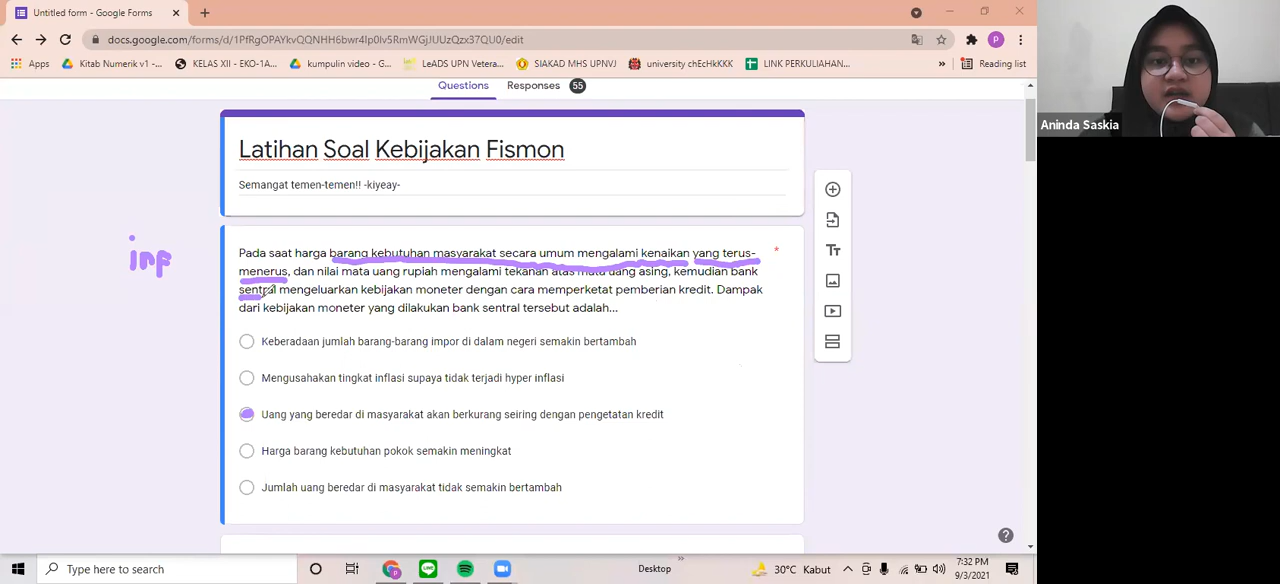 Untitled form - Google Forms
docs.google.com/forms/d/1PfRgOPAYkvQQNHH6bwr4Ip0lv5RmWGjJUUzQzx37QU0/edit
Apps Kitab Numerik v1 -... KELAS XII - EKO-1A... kumpulin video - G... LeADS UPN Vetera... SIAKAD MHS UPNVJ university chEcHkKKK LINK PERKULIAHAN... » Reading list
Questions Responses 55
Latihan Soal Kebijakan Fismon
Semangat temen-temen!! -kiyeay-
inf
Pada saat harga barang kebutuhan masyarakat secara umum mengalami kenaikan yang terus- *
menerus, dan nilai mata uang rupiah mengalami tekanan atas mata uang asing, kemudian bank
sentral mengeluarkan kebijakan moneter dengan cara memperketat pemberian kredit. Dampak
dari kebijakan moneter yang dilakukan bank sentral tersebut adalah...
Keberadaan jumlah barang-barang impor di dalam negeri semakin bertambah
Mengusahakan tingkat inflasi supaya tidak terjadi hyper inflasi
Uang yang beredar di masyarakat akan berkurang seiring dengan pengetatan kredit
Harga barang kebutuhan pokok semakin meningkat
Jumlah uang beredar di masyarakat tidak semakin bertambah
Aninda Saskia
Type here to search
Desktop
30°C Kabut
7:32 PM
9/3/2021